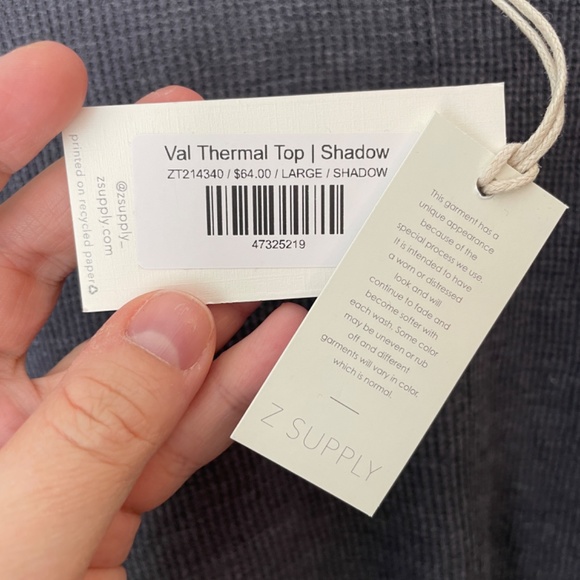 Val Thermal Top | Shadow
ZT214340 / $64.00 / LARGE / SHADOW
47325219
@zsupply_
zsupply.com
printed on recycled paper
This garment has a
unique appearance
because of the
special process we use.
It is intended to have
a worn or distressed
look and will
continue to fade and
become softer with
each wash. Some color
may be uneven or rub
off and different
garments will vary in color,
which is normal.
Z SUPPLY